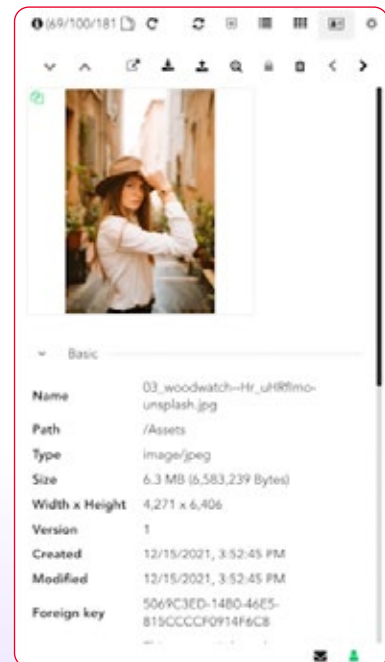 (69/100/181)
Basic
Name 03_woodwatch--Hr_uHRflmo-
unsplash.jpg
Path /Assets
Type image/jpeg
Size 6.3 MB (6,583,239 Bytes)
Width x Height 4,271 x 6,406
Version 1
Created 12/15/2021, 3:52:45 PM
Modified 12/15/2021, 3:52:45 PM
Foreign key 5069C3ED-14B0-46E5-
815CCCCF0914F6C8